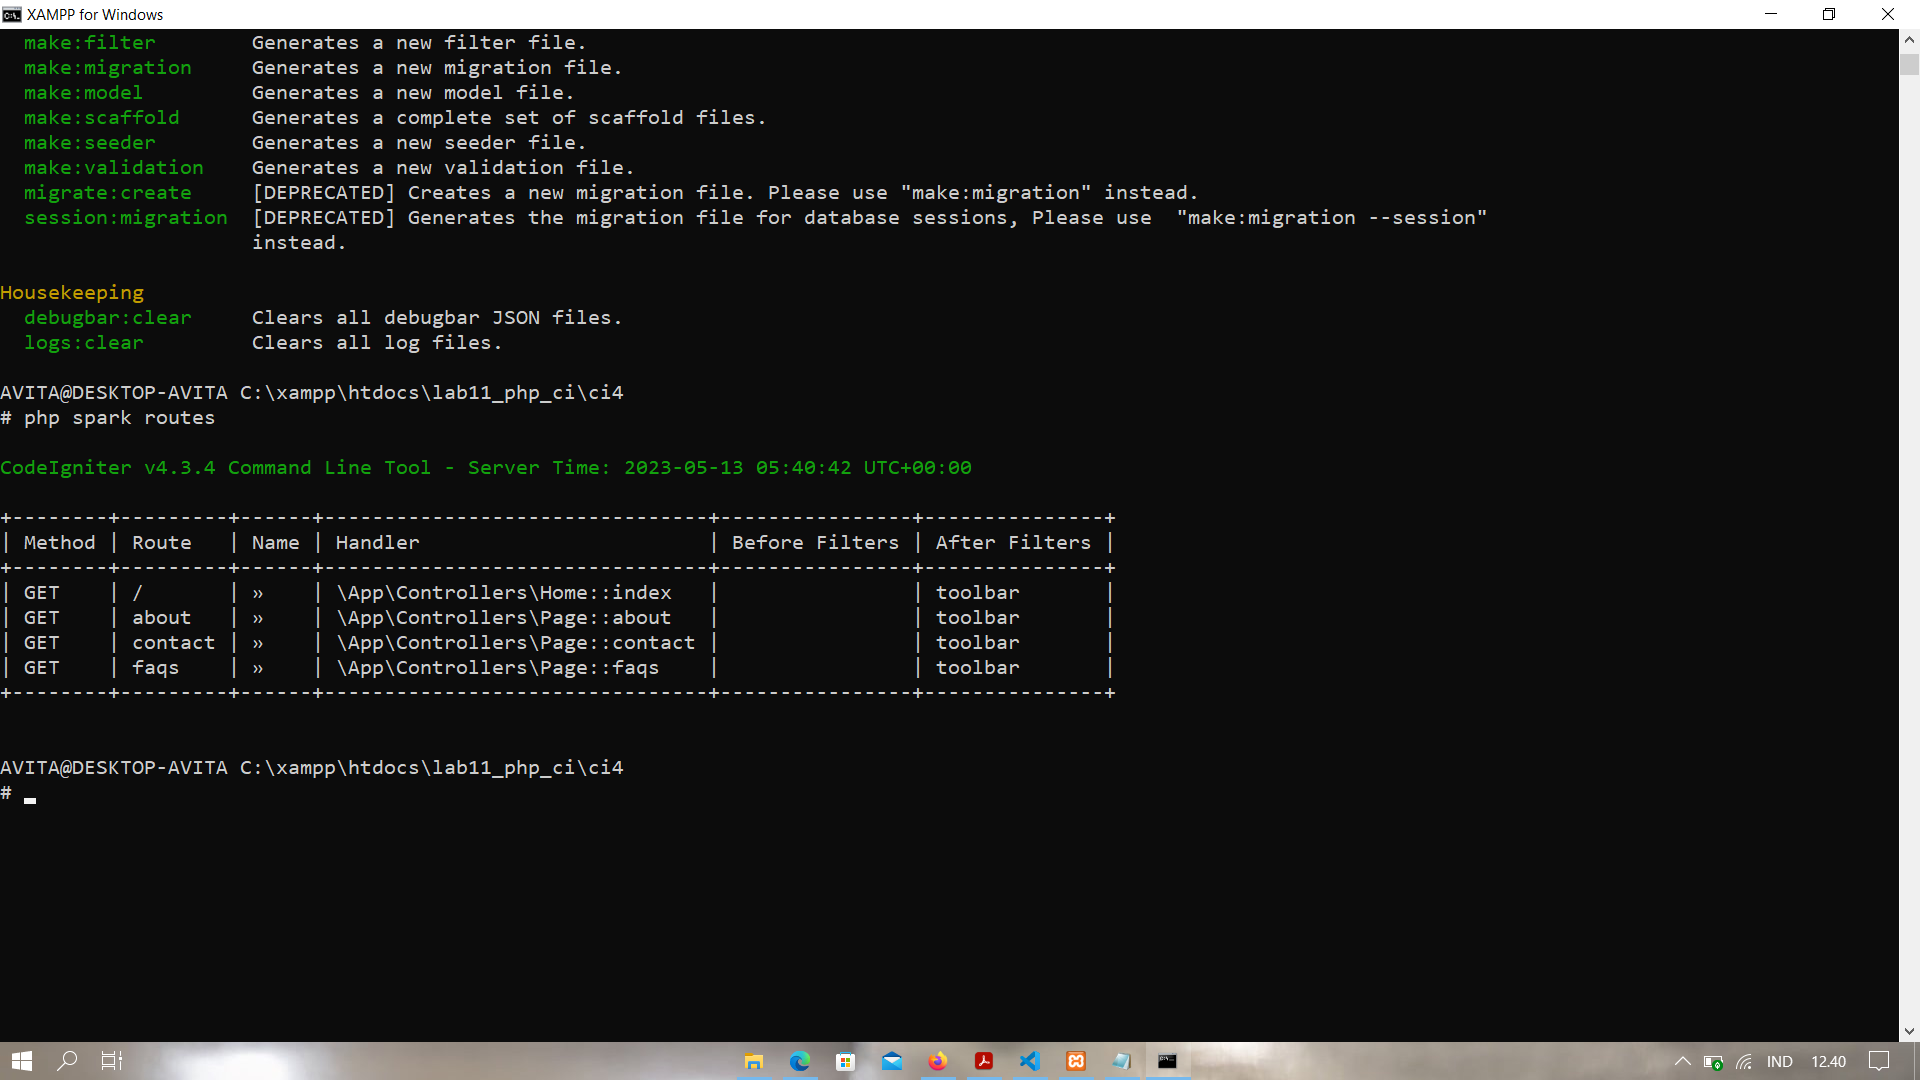 XAMPP for Windows
make:filter Generates a new filter file.
make:migration Generates a new migration file.
make:model Generates a new model file.
make:scaffold Generates a complete set of scaffold files.
make:seeder Generates a new seeder file.
make:validation Generates a new validation file.
migrate:create [DEPRECATED] Creates a new migration file. Please use "make:migration" instead.
session:migration [DEPRECATED] Generates the migration file for database sessions, Please use  "make:migration --session"
instead.
Housekeeping
debugbar:clear Clears all debugbar JSON files.
logs:clear Clears all log files.
AVITA@DESKTOP-AVITA C:\xampp\htdocs\lab11_php_ci\ci4
# php spark routes
CodeIgniter v4.3.4 Command Line Tool - Server Time: 2023-05-13 05:40:42 UTC+00:00
+--------+---------+------+--------------------------------+----------------+---------------+
| Method | Route   | Name | Handler                        | Before Filters | After Filters |
+--------+---------+------+--------------------------------+----------------+---------------+
| GET    | /       | »    | \App\Controllers\Home::index   |                | toolbar       |
| GET    | about   | »    | \App\Controllers\Page::about   |                | toolbar       |
| GET    | contact | »    | \App\Controllers\Page::contact |                | toolbar       |
| GET    | faqs    | »    | \App\Controllers\Page::faqs    |                | toolbar       |
+--------+---------+------+--------------------------------+----------------+---------------+
AVITA@DESKTOP-AVITA C:\xampp\htdocs\lab11_php_ci\ci4
#
IND 12.40